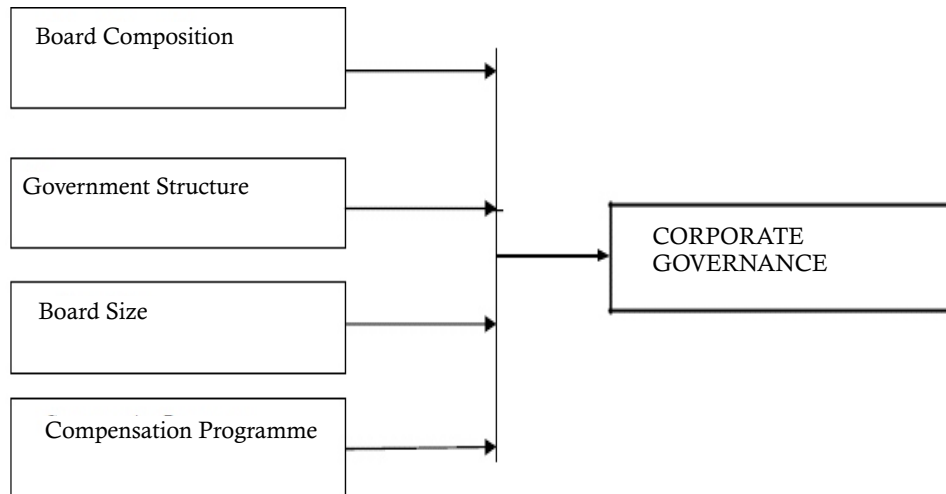 Board Composition
Government Structure
Board Size
Compensation Programme
CORPORATE
GOVERNANCE